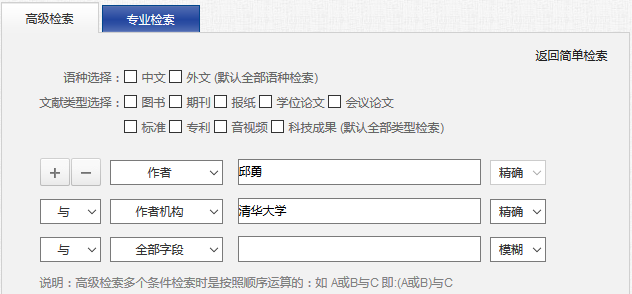 高级检索 专业检索
返回简单检索
语种选择：中文 外文 (默认全部语种检索)
文献类型选择：图书 期刊 报纸 学位论文 会议论文
标准 专利 音视频 科技成果 (默认全部类型检索)
+ − 作者 邱勇 精确
与 作者机构 清华大学 精确
与 全部字段 模糊
说明：高级检索多个条件检索时是按照顺序运算的：如 A或B与C 即:(A或B)与C